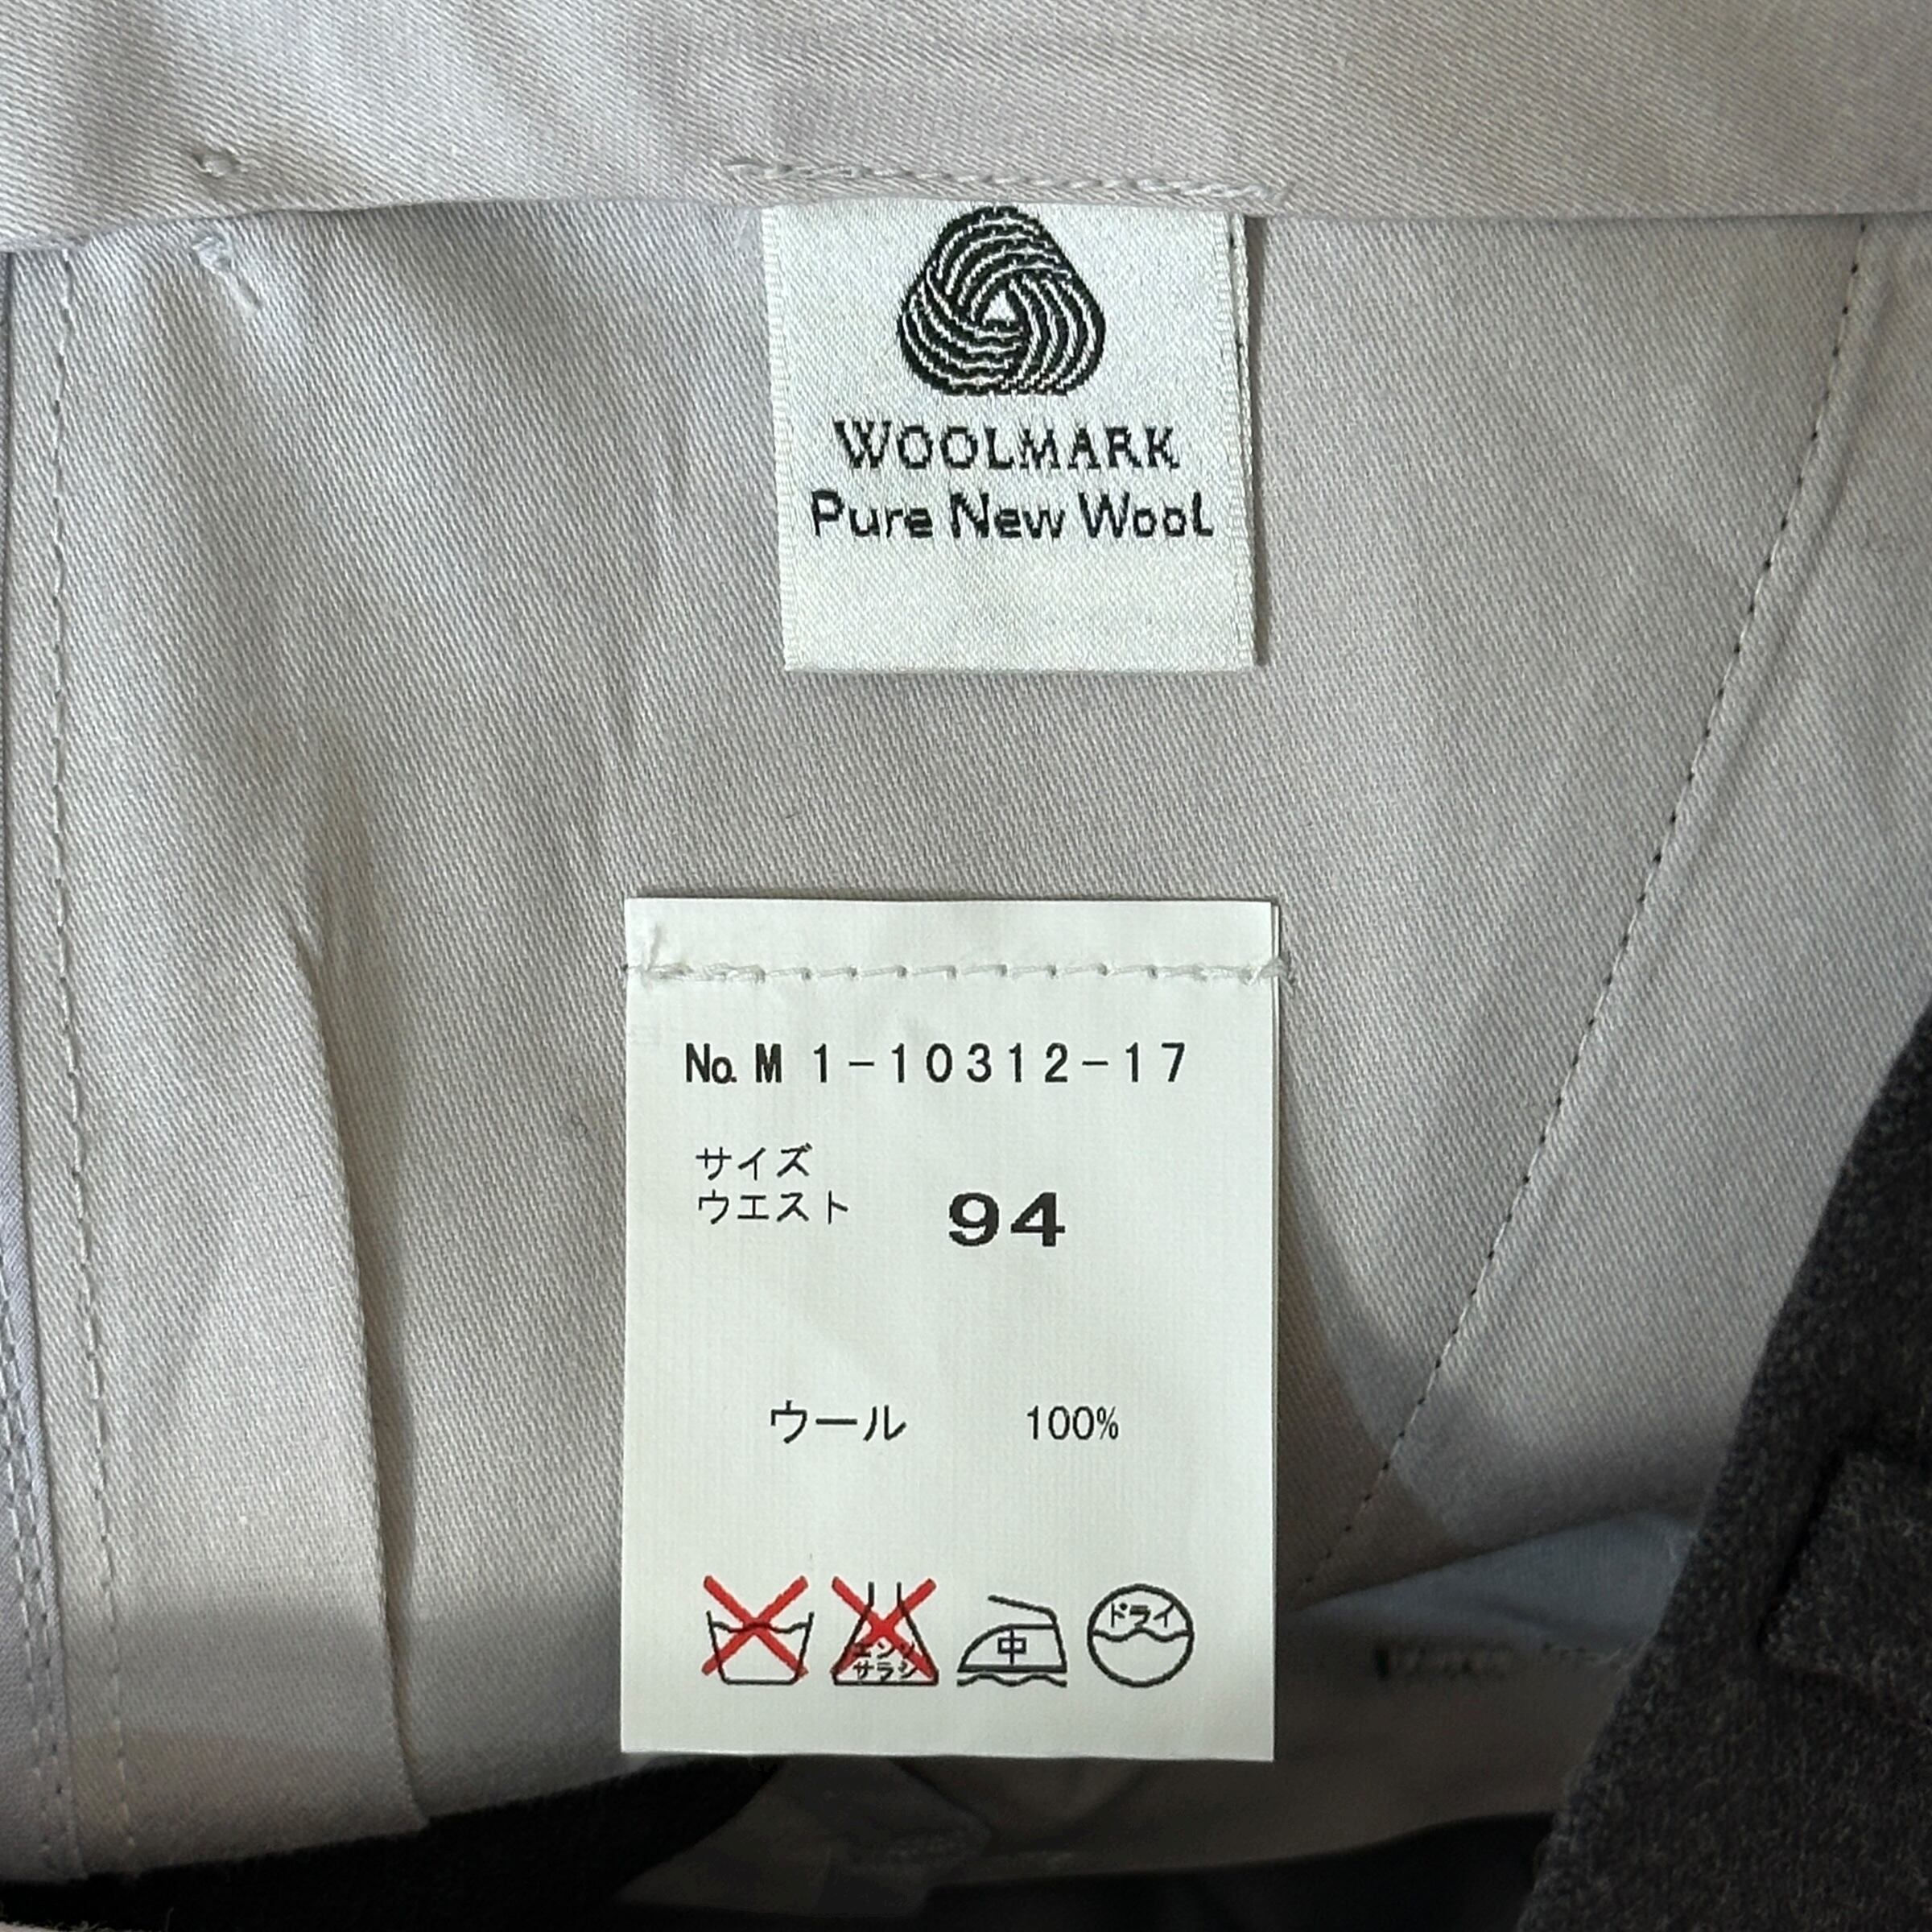 WOOLMARK
Pure New Wool
№ M 1-10312-17
サイズ
ウエスト 94
ウール 100%
エンソ
サラシ
中
ドライ